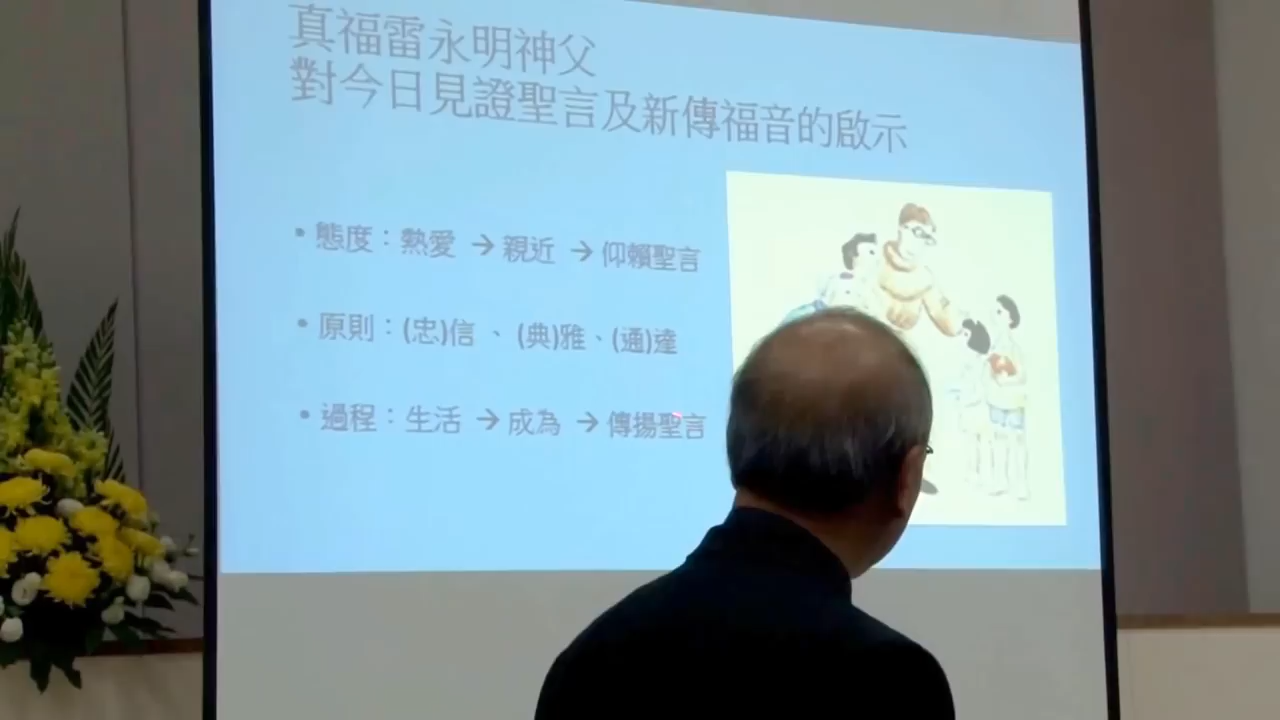 真福雷永明神父
對今日見證聖言及新傳福音的啟示
• 態度：熱愛 → 親近 → 仰賴聖言
• 原則：(忠)信 、 (典)雅、(通)達
• 過程：生活 → 成為 → 傳揚聖言